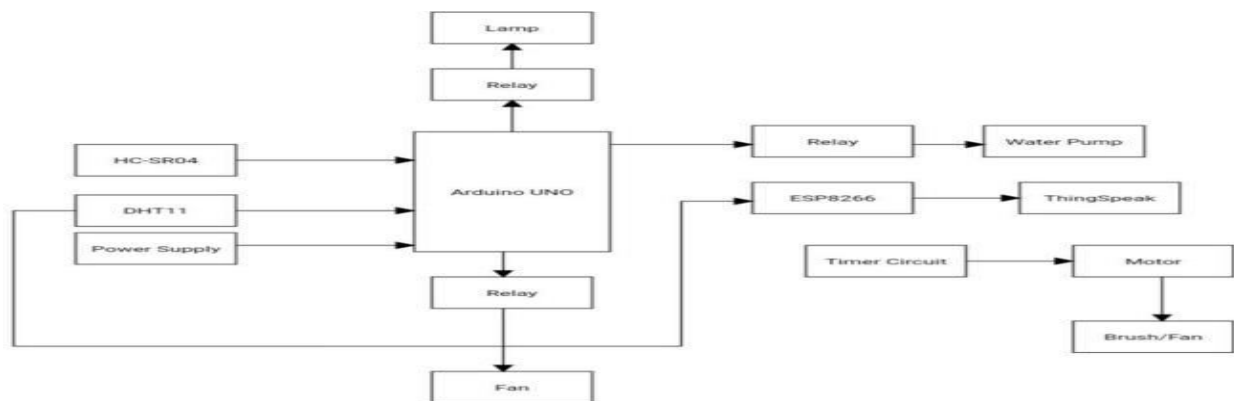 Lamp
Relay
HC-SR04
Arduino UNO
Relay
Water Pump
DHT11
ESP8266
ThingSpeak
Power Supply
Timer Circuit
Motor
Relay
Brush/Fan
Fan